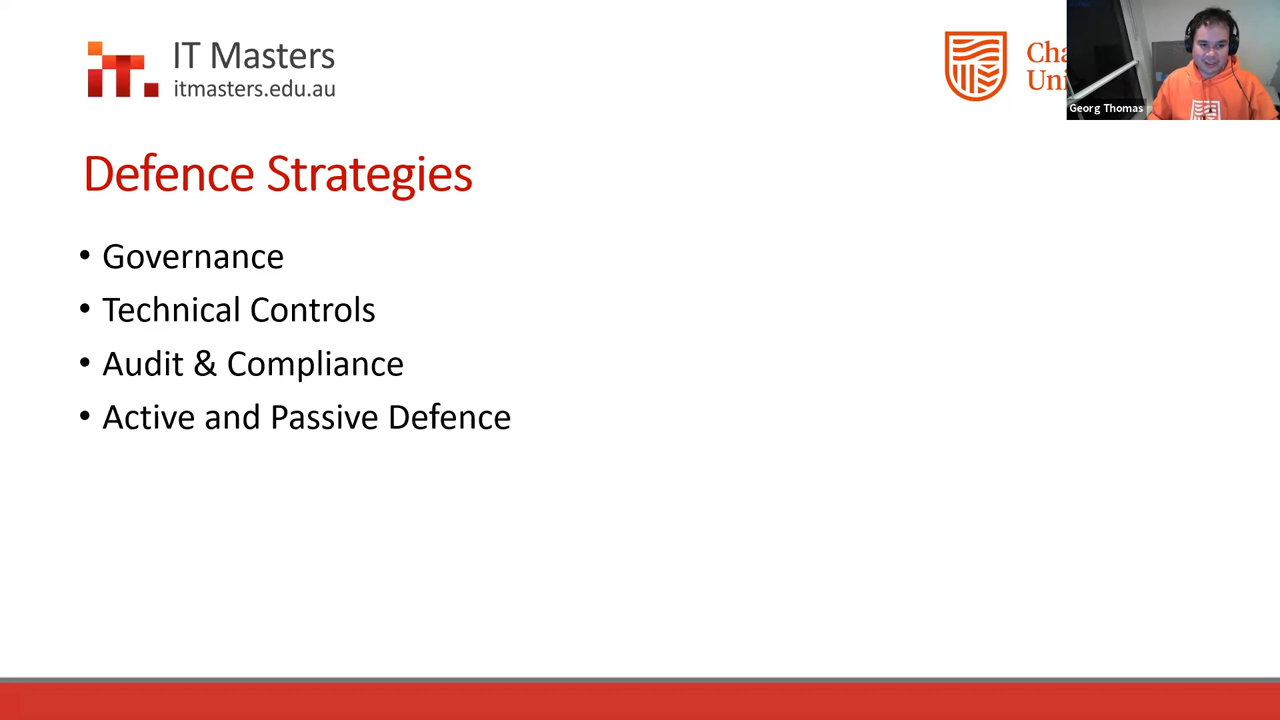 IT Masters
itmasters.edu.au
Georg Thomas
Defence Strategies
• Governance
• Technical Controls
• Audit & Compliance
• Active and Passive Defence